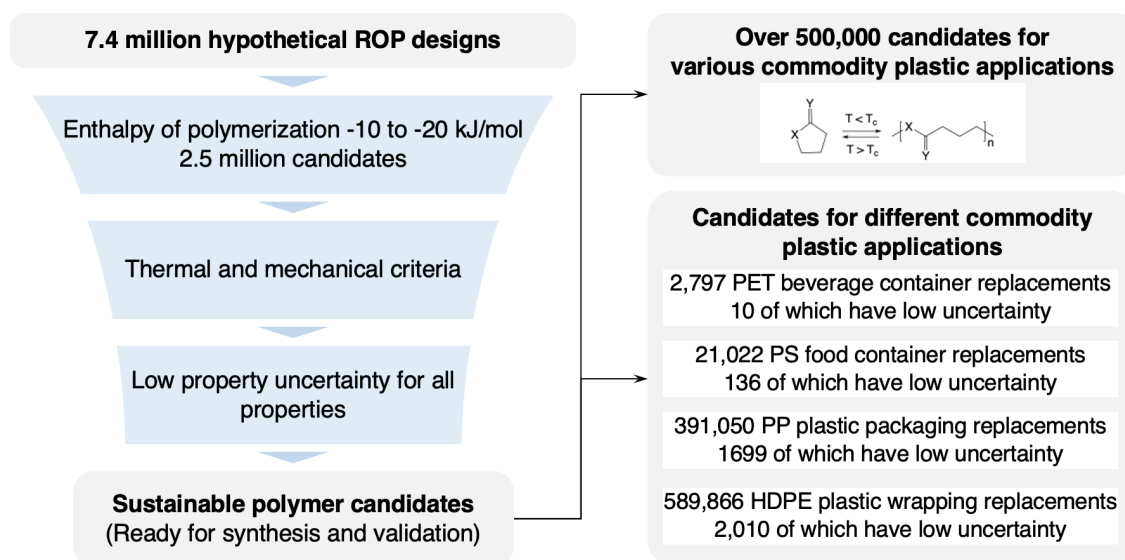 7.4 million hypothetical ROP designs
Enthalpy of polymerization -10 to -20 kJ/mol
2.5 million candidates
Thermal and mechanical criteria
Low property uncertainty for all
properties
Sustainable polymer candidates
(Ready for synthesis and validation)
Over 500,000 candidates for
various commodity plastic applications
Y
X
T < Tc
T > Tc
X
Y
n
Candidates for different commodity
plastic applications
2,797 PET beverage container replacements
10 of which have low uncertainty
21,022 PS food container replacements
136 of which have low uncertainty
391,050 PP plastic packaging replacements
1699 of which have low uncertainty
589,866 HDPE plastic wrapping replacements
2,010 of which have low uncertainty